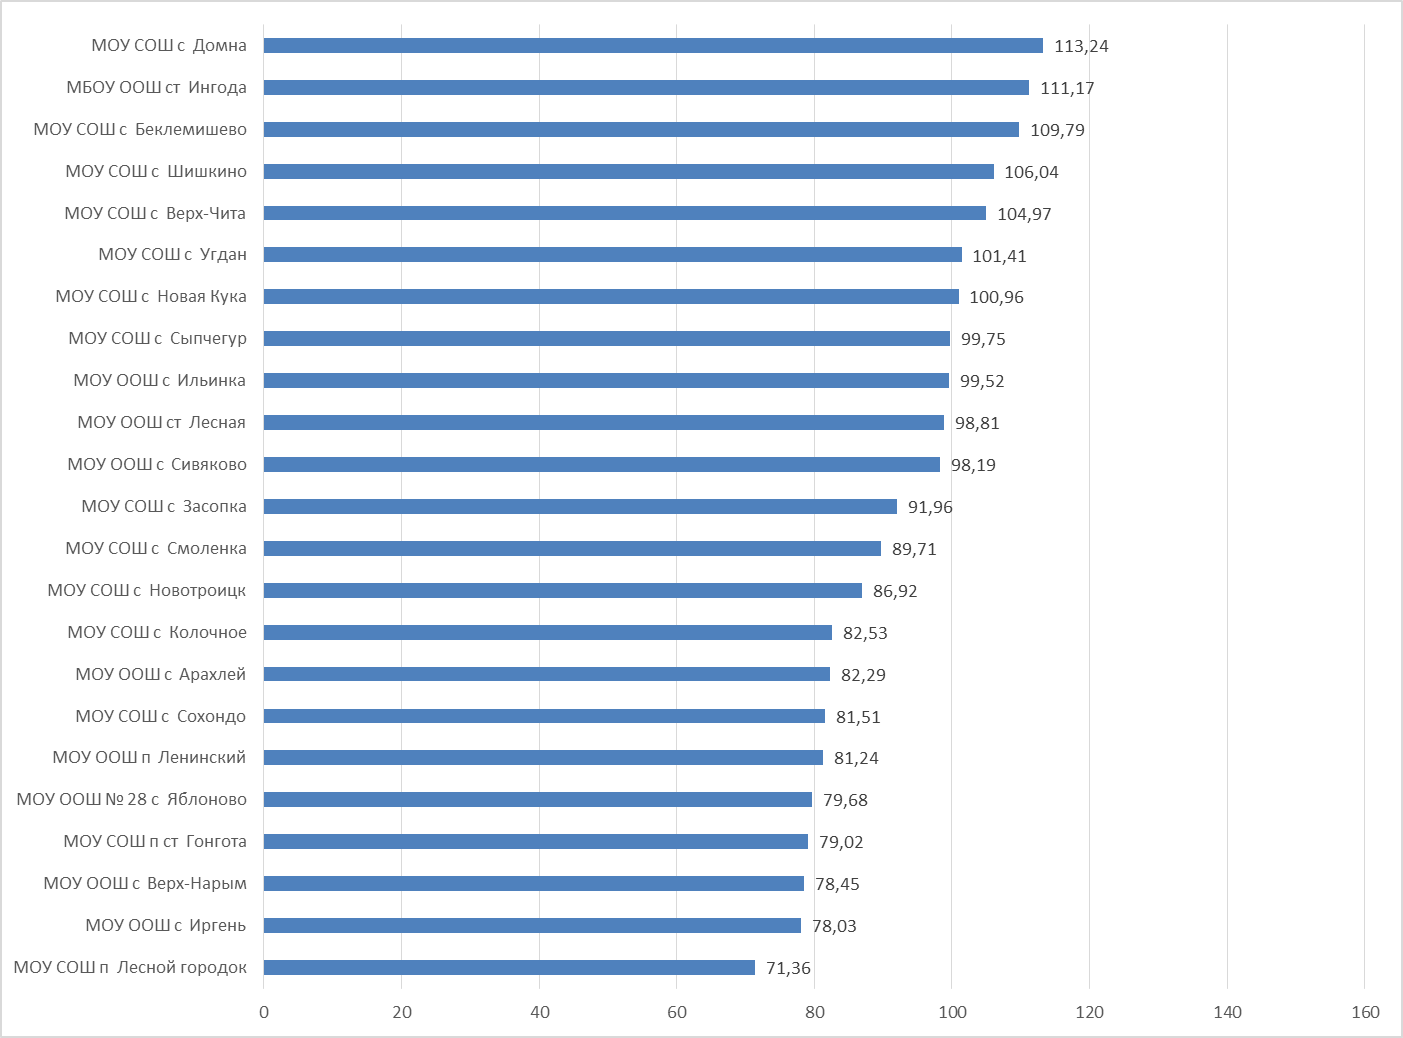 МОУ СОШ с Домна 113,24
МБОУ ООШ ст Ингода 111,17
МОУ СОШ с Беклемишево 109,79
МОУ СОШ с Шишкино 106,04
МОУ СОШ с Верх-Чита 104,97
МОУ СОШ с Угдан 101,41
МОУ СОШ с Новая Кука 100,96
МОУ СОШ с Сыпчегур 99,75
МОУ ООШ с Ильинка 99,52
МОУ ООШ ст Лесная 98,81
МОУ ООШ с Сивяково 98,19
МОУ СОШ с Засопка 91,96
МОУ СОШ с Смоленка 89,71
МОУ СОШ с Новотроицк 86,92
МОУ СОШ с Колочное 82,53
МОУ ООШ с Арахлей 82,29
МОУ СОШ с Сохондо 81,51
МОУ ООШ п Ленинский 81,24
МОУ ООШ № 28 с Яблоново 79,68
МОУ СОШ п ст Гонгота 79,02
МОУ ООШ с Верх-Нарым 78,45
МОУ ООШ с Иргень 78,03
МОУ СОШ п Лесной городок 71,36
0 20 40 60 80 100 120 140 160